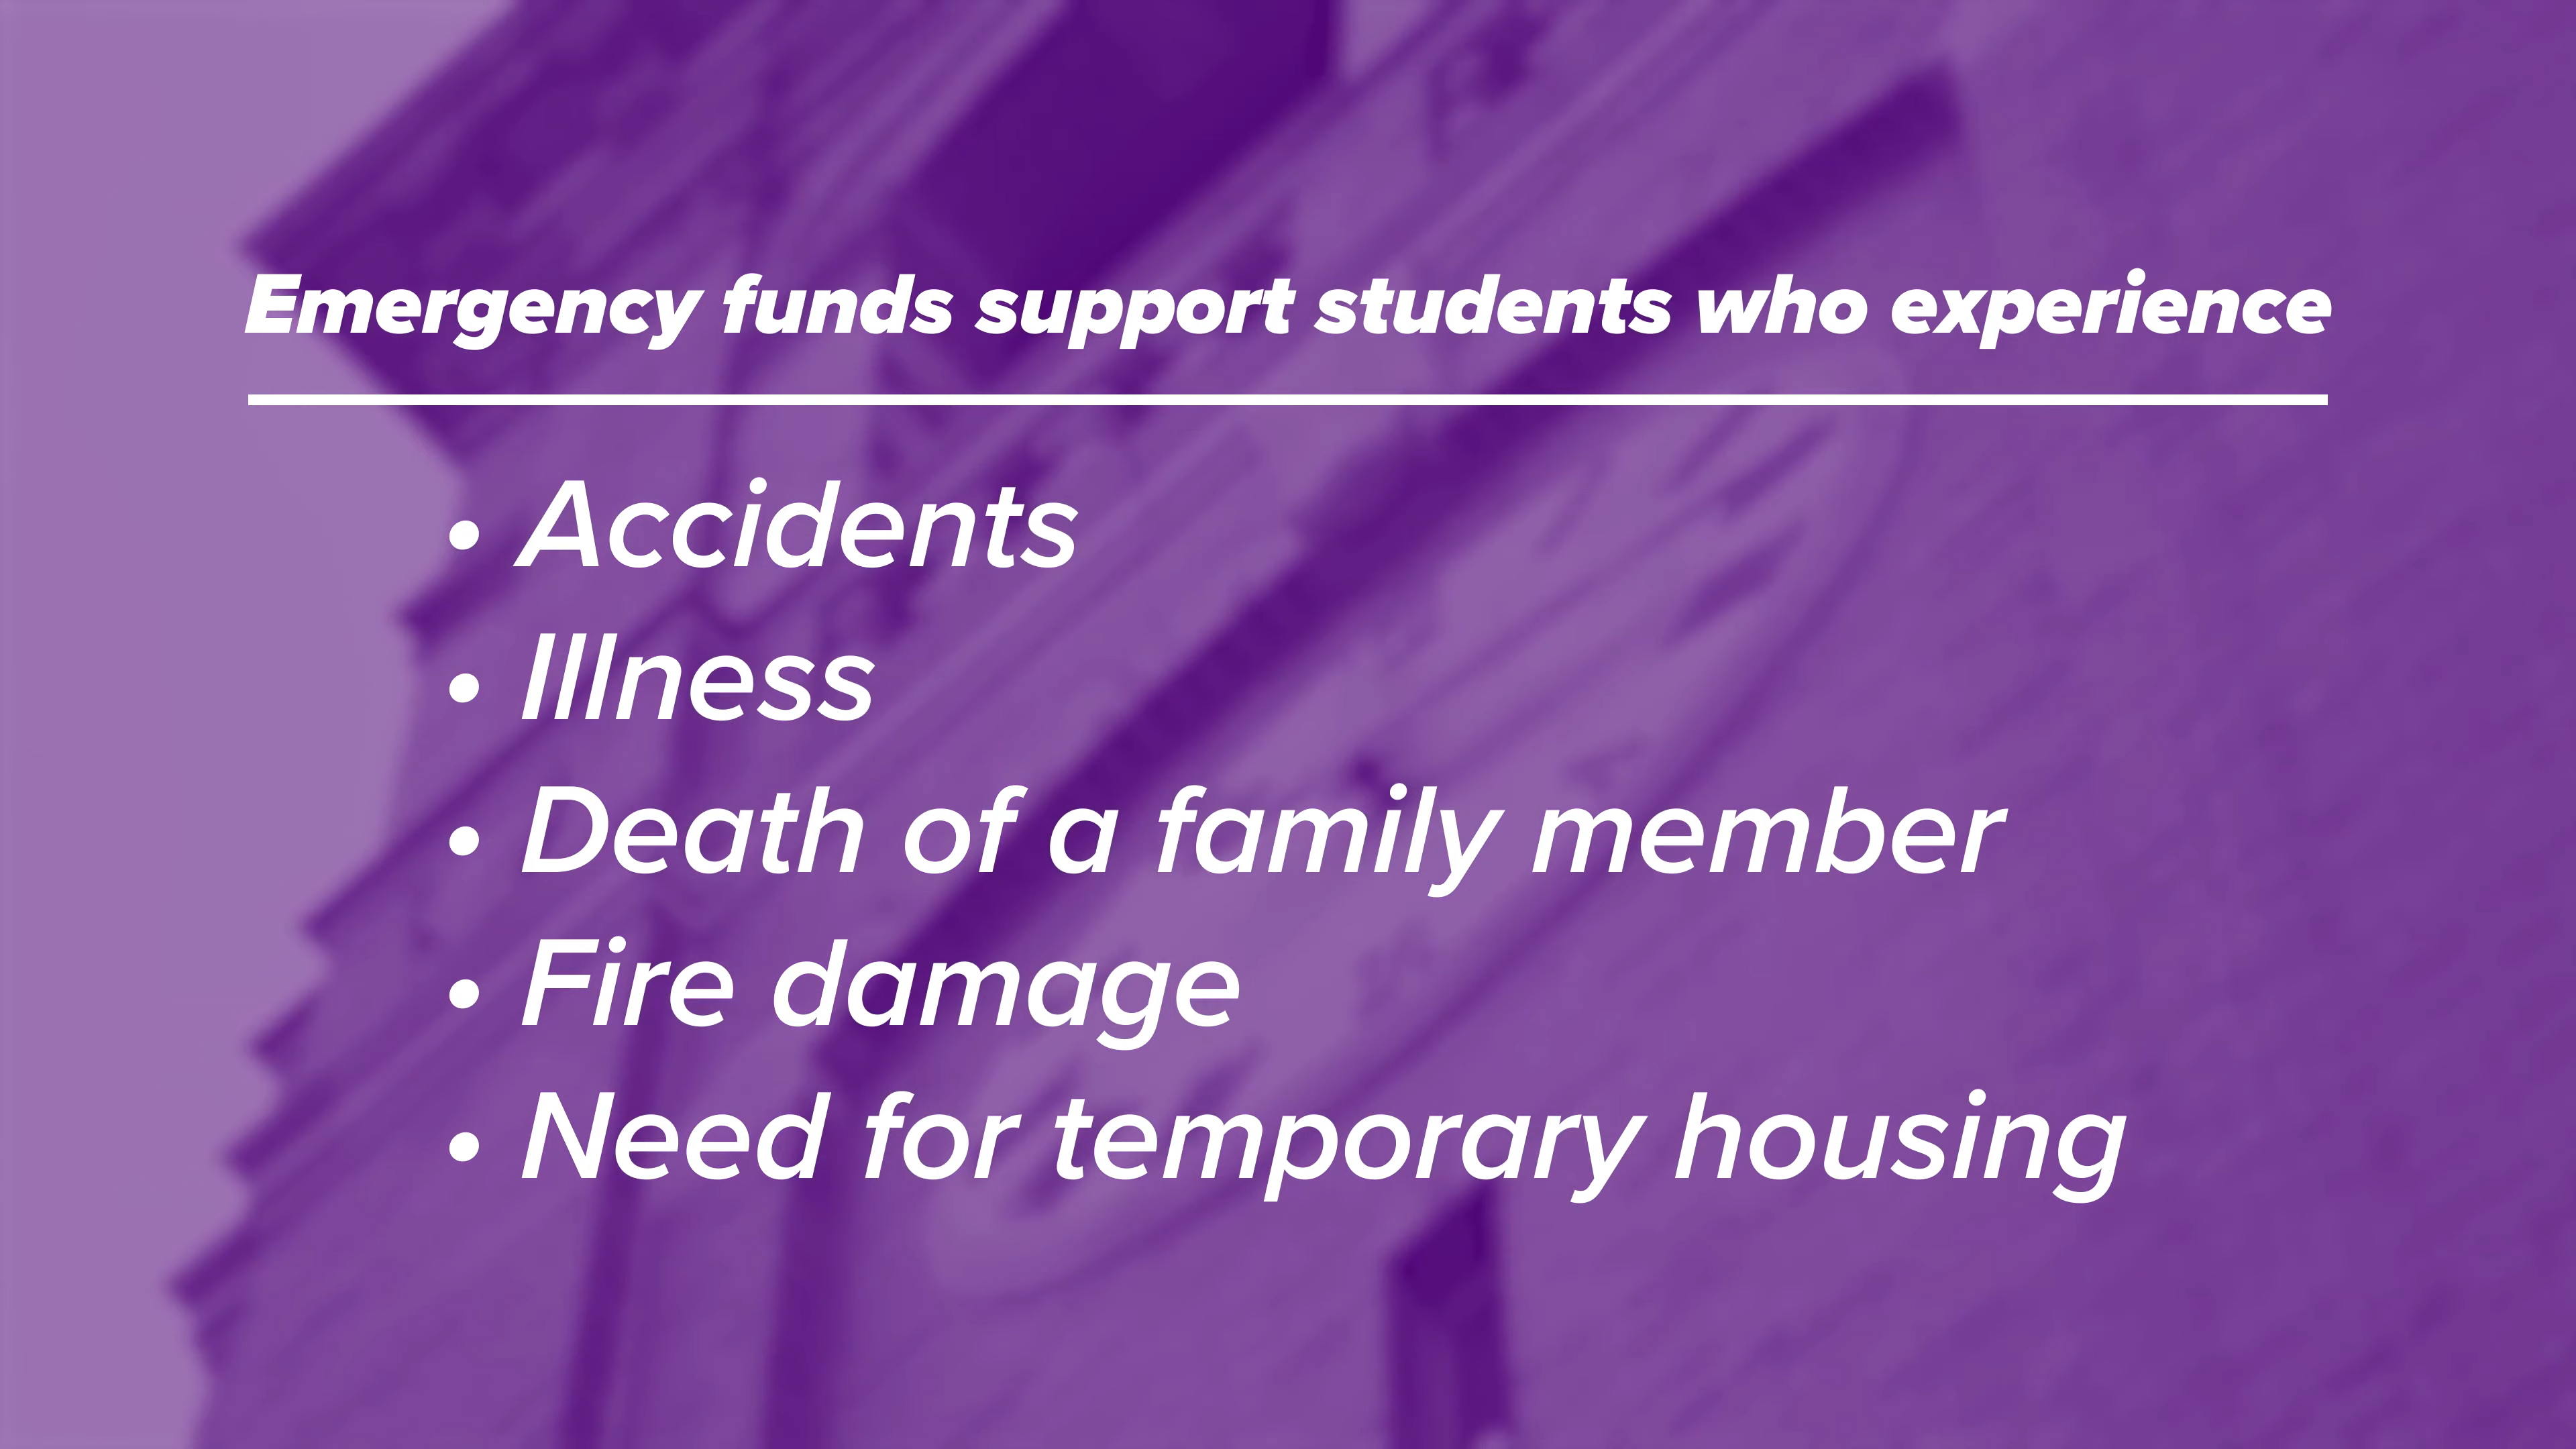 Emergency funds support students who experience
• Accidents
• Illness
• Death of a family member
• Fire damage
• Need for temporary housing